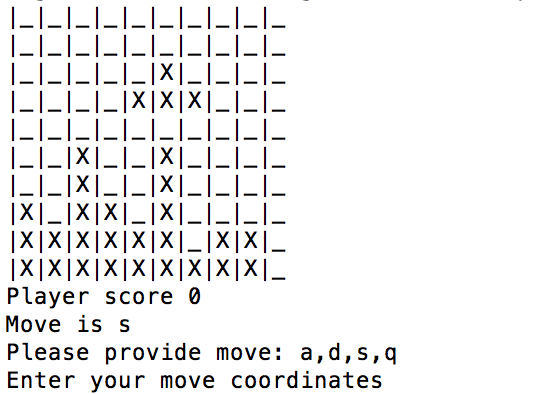 |_|_|_|_|_|_|_|_|_|_
|_|_|_|_|_|_|_|_|_|_
|_|_|_|_|_|X|_|_|_|_
|_|_|_|_|X|X|X|_|_|_
|_|_|_|_|_|_|_|_|_|_
|_|_|X|_|_|X|_|_|_|_
|_|_|X|_|_|X|_|_|_|_
|X|_|X|X|_|X|_|_|_|_
|X|X|X|X|X|X|_|X|X|_
|X|X|X|X|X|X|X|X|X|_
Player score 0
Move is s
Please provide move: a,d,s,q
Enter your move coordinates